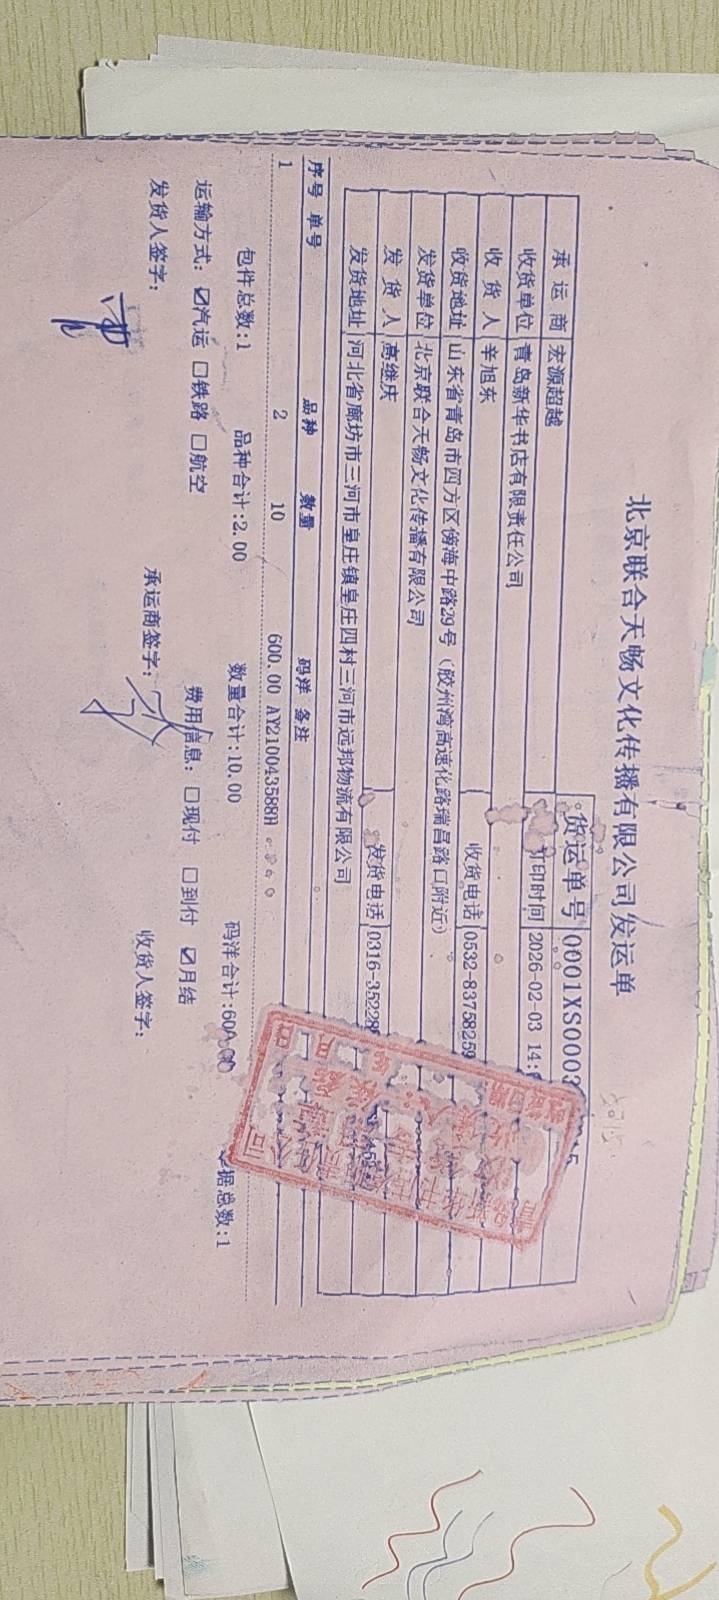 北京联合天畅文化传播有限公司发运单
货运单号 0001XS0003
承运商 宏源超越 打印时间 2026-02-03 14:
收货单位 青岛新华书店有限责任公司
收货人 辛旭东 收货电话 0532-83758259
收货地址 山东省青岛市四方区傍海中路29号（胶州湾高速化路瑞昌路口附近）
发货单位 北京联合天畅文化传播有限公司
发货人 高继庆 发货电话 0316-35228
发货地址 河北省廊坊市三河市皇庄镇皇庄四村三河市远邦物流有限公司
序号 单号 品种 数量 码洋 备注
1 2 10 600.00 AY210043588H
包件总数:1 品种合计:2.00 数量合计:10.00 码洋合计:600.00 据总数:1
运输方式: ☑汽运 □铁路 □航空 费用信息: □现付 □到付 ☑月结
发货人签字: 承运商签字: 收货人签字: